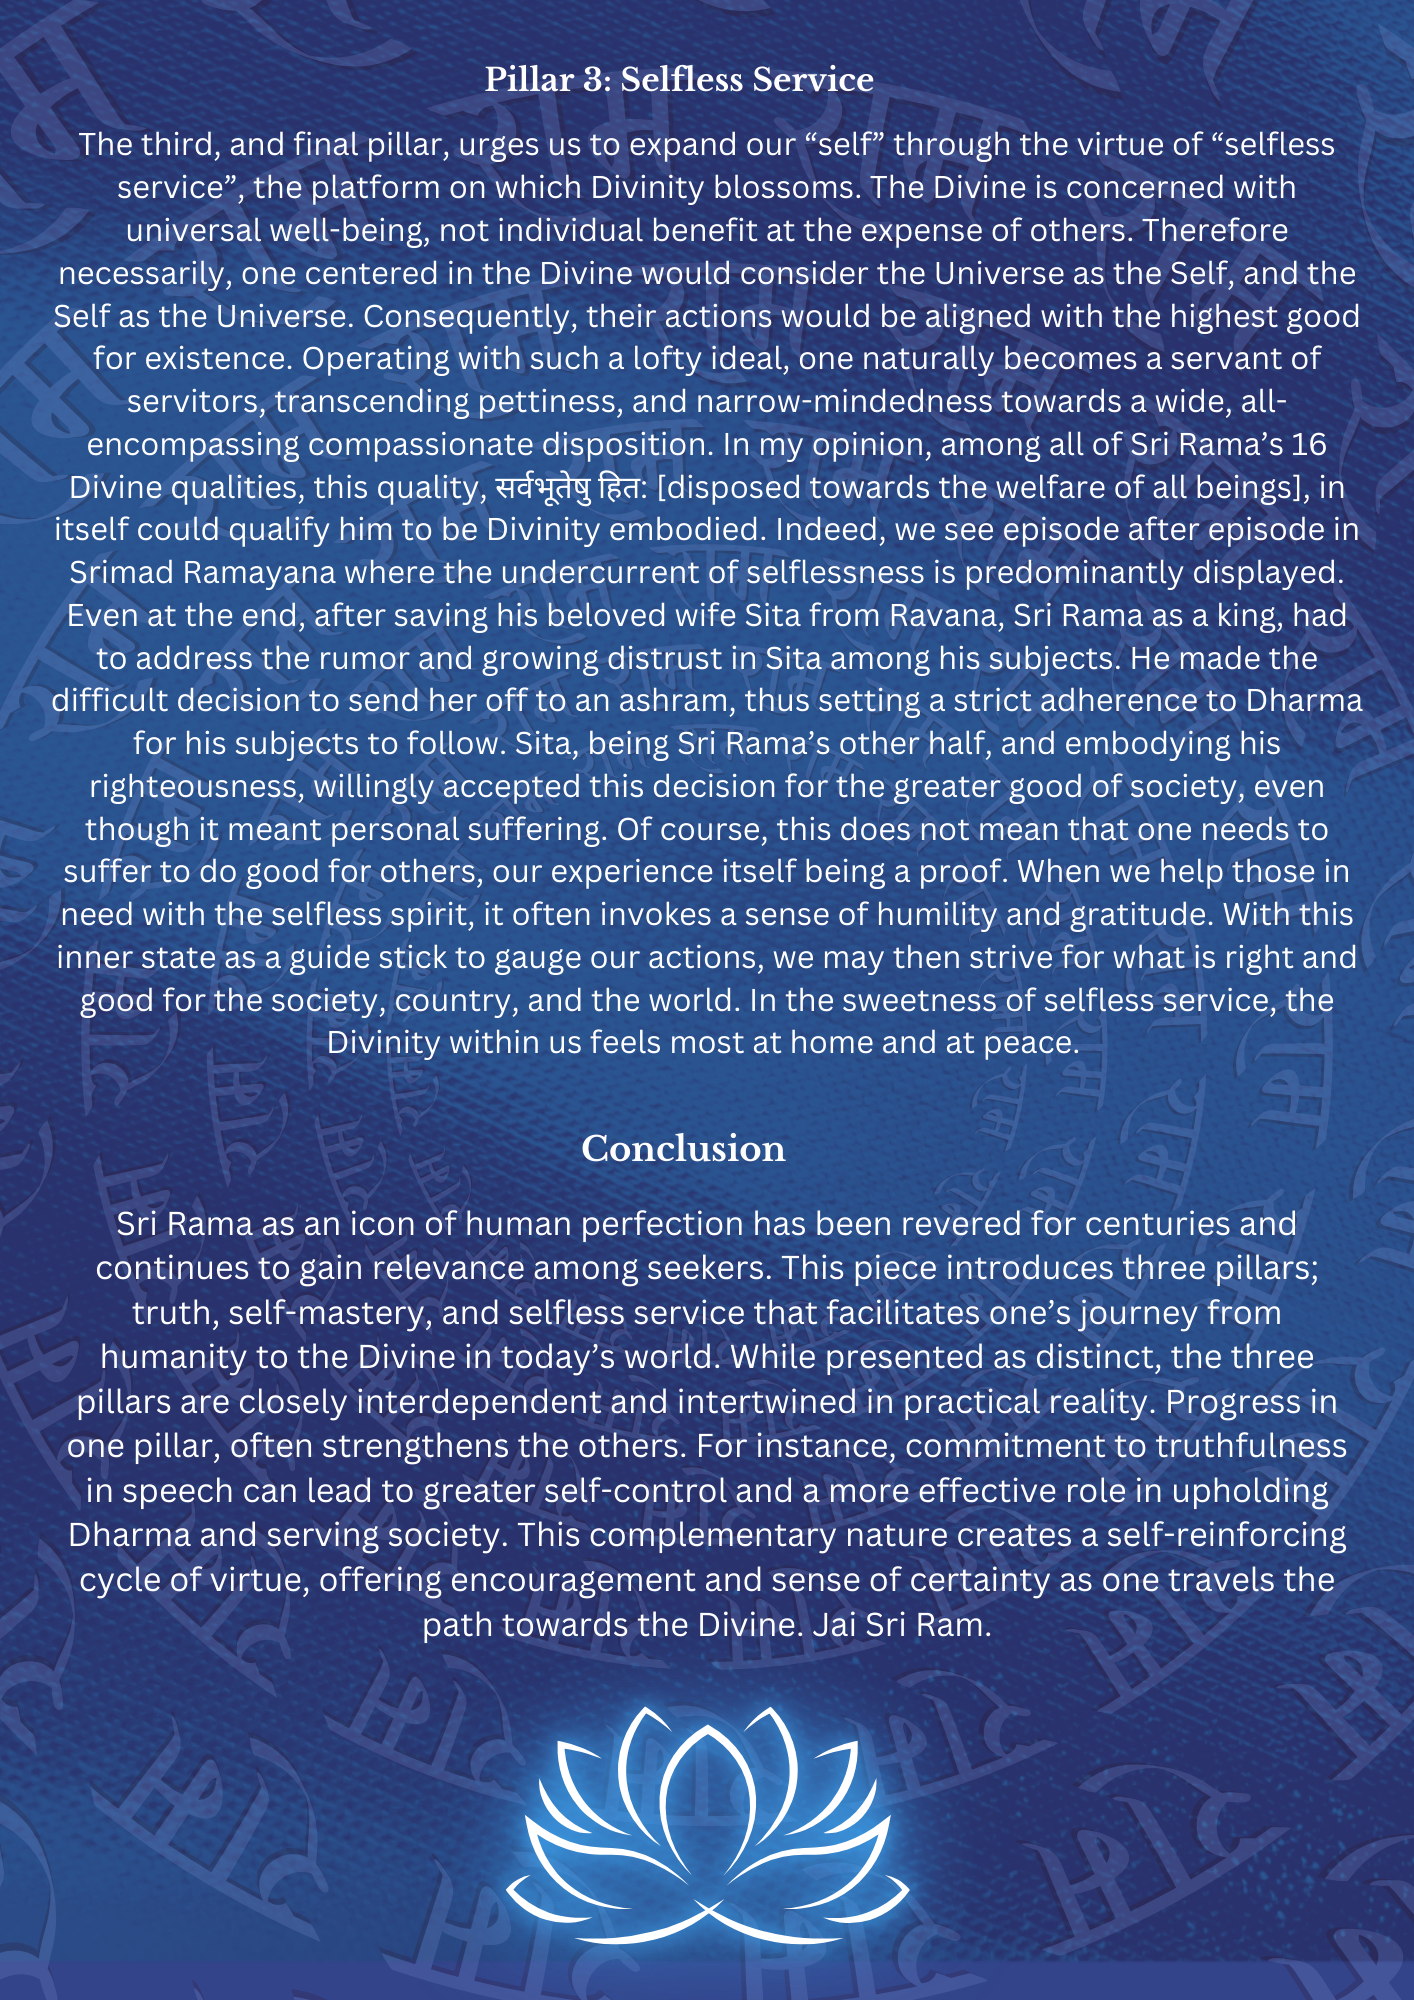 Pillar 3: Selfless Service
The third, and final pillar, urges us to expand our “self” through the virtue of “selfless
service”, the platform on which Divinity blossoms. The Divine is concerned with
universal well-being, not individual benefit at the expense of others. Therefore
necessarily, one centered in the Divine would consider the Universe as the Self, and the
Self as the Universe. Consequently, their actions would be aligned with the highest good
for existence. Operating with such a lofty ideal, one naturally becomes a servant of
servitors, transcending pettiness, and narrow-mindedness towards a wide, all-
encompassing compassionate disposition. In my opinion, among all of Sri Rama’s 16
Divine qualities, this quality, सर्वभूतेषु हित: [disposed towards the welfare of all beings], in
itself could qualify him to be Divinity embodied. Indeed, we see episode after episode in
Srimad Ramayana where the undercurrent of selflessness is predominantly displayed.
Even at the end, after saving his beloved wife Sita from Ravana, Sri Rama as a king, had
to address the rumor and growing distrust in Sita among his subjects. He made the
difficult decision to send her off to an ashram, thus setting a strict adherence to Dharma
for his subjects to follow. Sita, being Sri Rama’s other half, and embodying his
righteousness, willingly accepted this decision for the greater good of society, even
though it meant personal suffering. Of course, this does not mean that one needs to
suffer to do good for others, our experience itself being a proof. When we help those in
need with the selfless spirit, it often invokes a sense of humility and gratitude. With this
inner state as a guide stick to gauge our actions, we may then strive for what is right and
good for the society, country, and the world. In the sweetness of selfless service, the
Divinity within us feels most at home and at peace.
Conclusion
Sri Rama as an icon of human perfection has been revered for centuries and
continues to gain relevance among seekers. This piece introduces three pillars;
truth, self-mastery, and selfless service that facilitates one’s journey from
humanity to the Divine in today’s world. While presented as distinct, the three
pillars are closely interdependent and intertwined in practical reality. Progress in
one pillar, often strengthens the others. For instance, commitment to truthfulness
in speech can lead to greater self-control and a more effective role in upholding
Dharma and serving society. This complementary nature creates a self-reinforcing
cycle of virtue, offering encouragement and sense of certainty as one travels the
path towards the Divine. Jai Sri Ram.